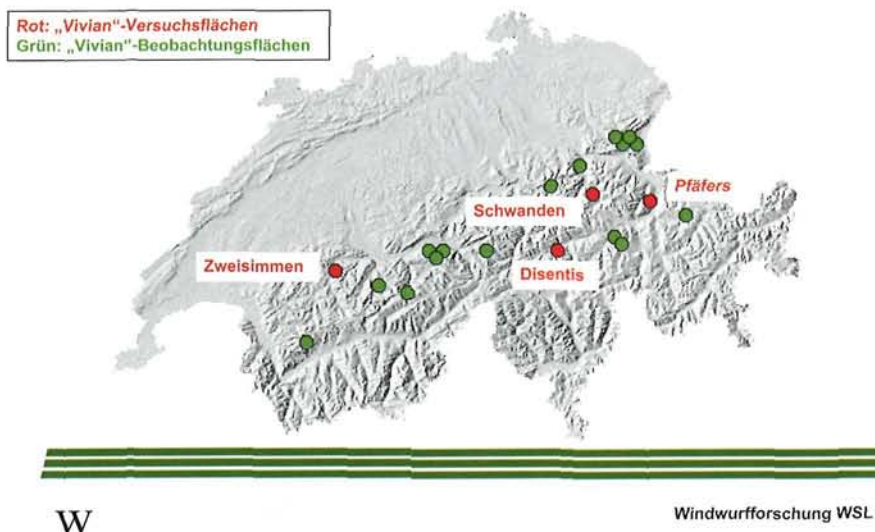 Rot: „Vivian“-Versuchsflächen
Grün: „Vivian“-Beobachtungsflächen
Pfäfers
Schwanden
Zweisimmen
Disentis
W
Windwurfforschung WSL